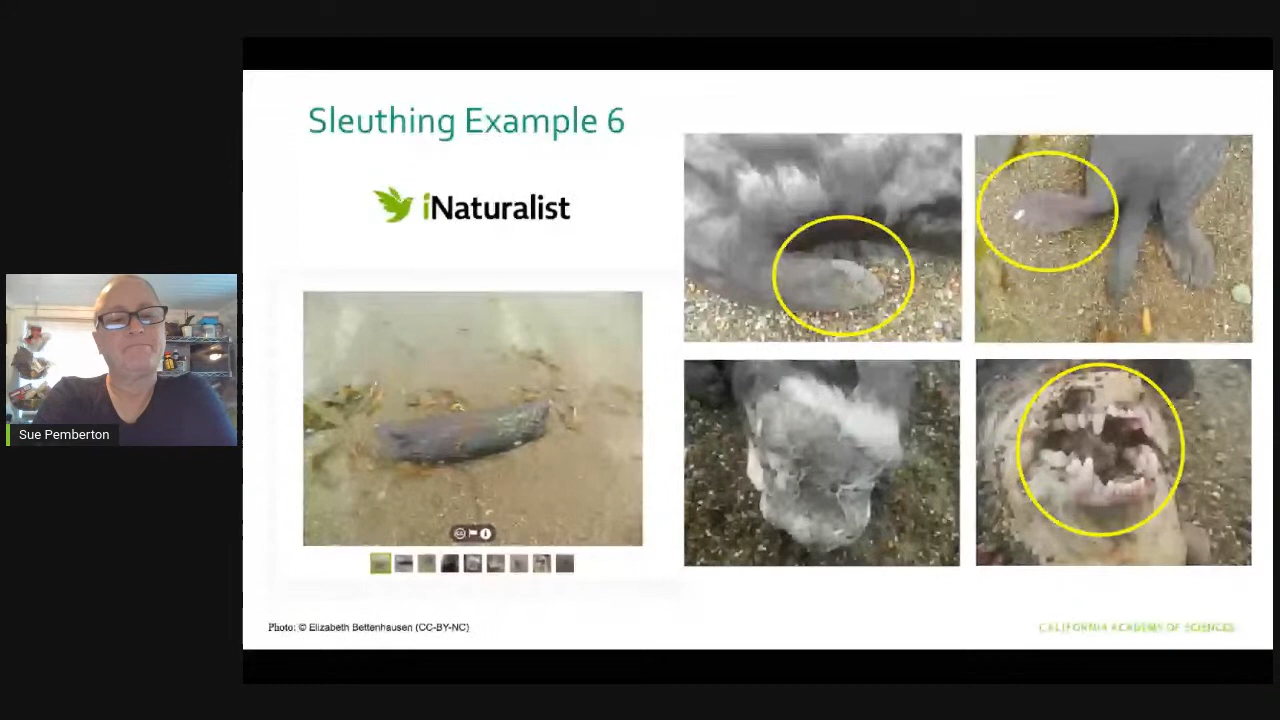 Sleuthing Example 6
iNaturalist
Sue Pemberton
Photo: © Elizabeth Bettenhausen (CC-BY-NC)
CALIFORNIA ACADEMY OF SCIENCES